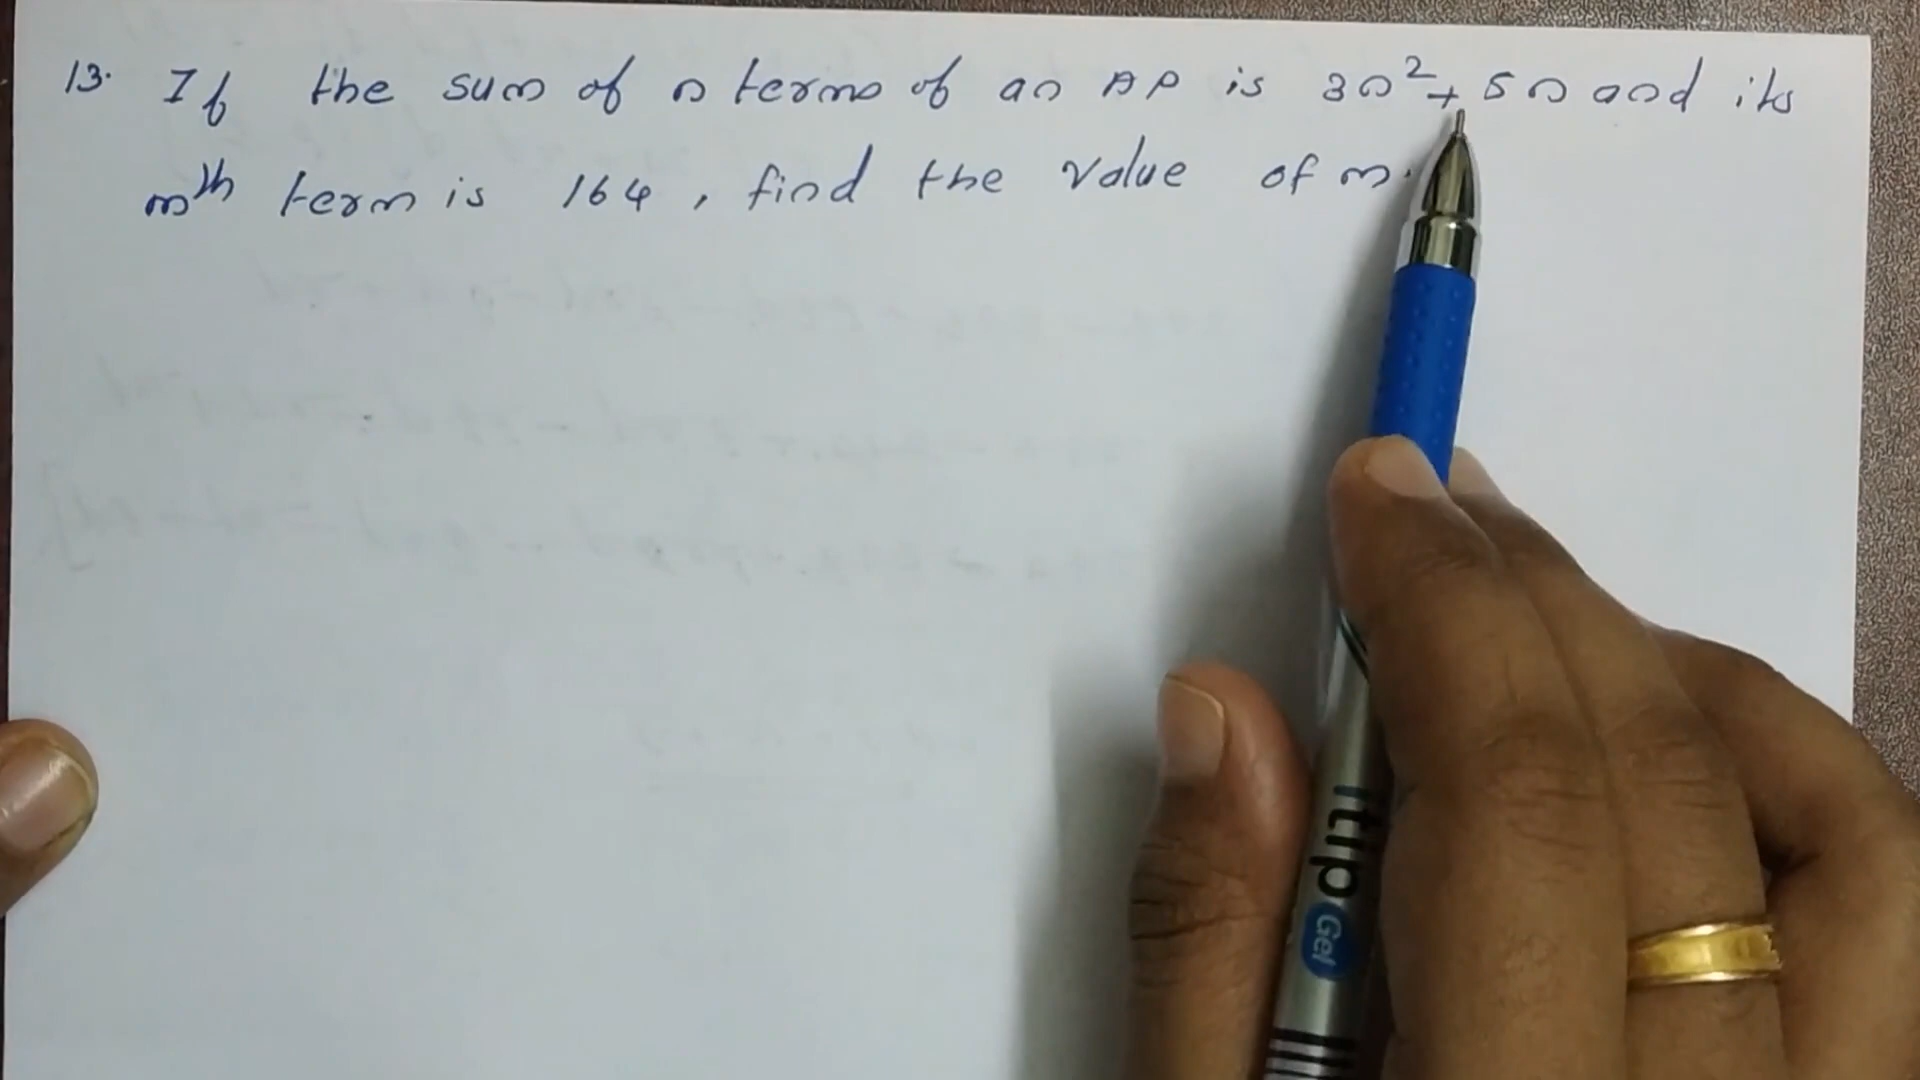 13. If the sum of n terms of an AP is 3n²+5n and its
mth term is 164, find the value of m.
itip
Gel